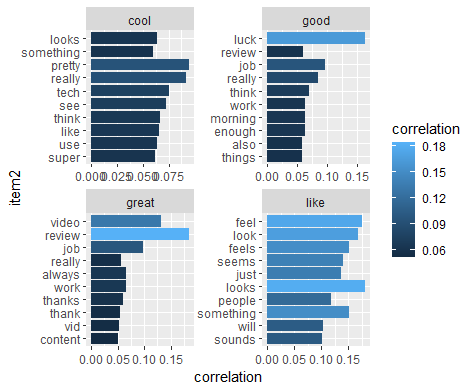 cool
looks
something
pretty
really
tech
see
think
like
use
super
0.000 0.025 0.050 0.075
good
luck
review
job
really
think
work
morning
enough
also
things
0.00 0.05 0.10 0.15
great
video
review
job
really
always
work
thanks
thank
vid
content
0.00 0.05 0.10 0.15
like
feel
look
feels
seems
just
looks
people
something
will
sounds
0.00 0.05 0.10 0.15
item2
correlation
correlation
0.18
0.15
0.12
0.09
0.06